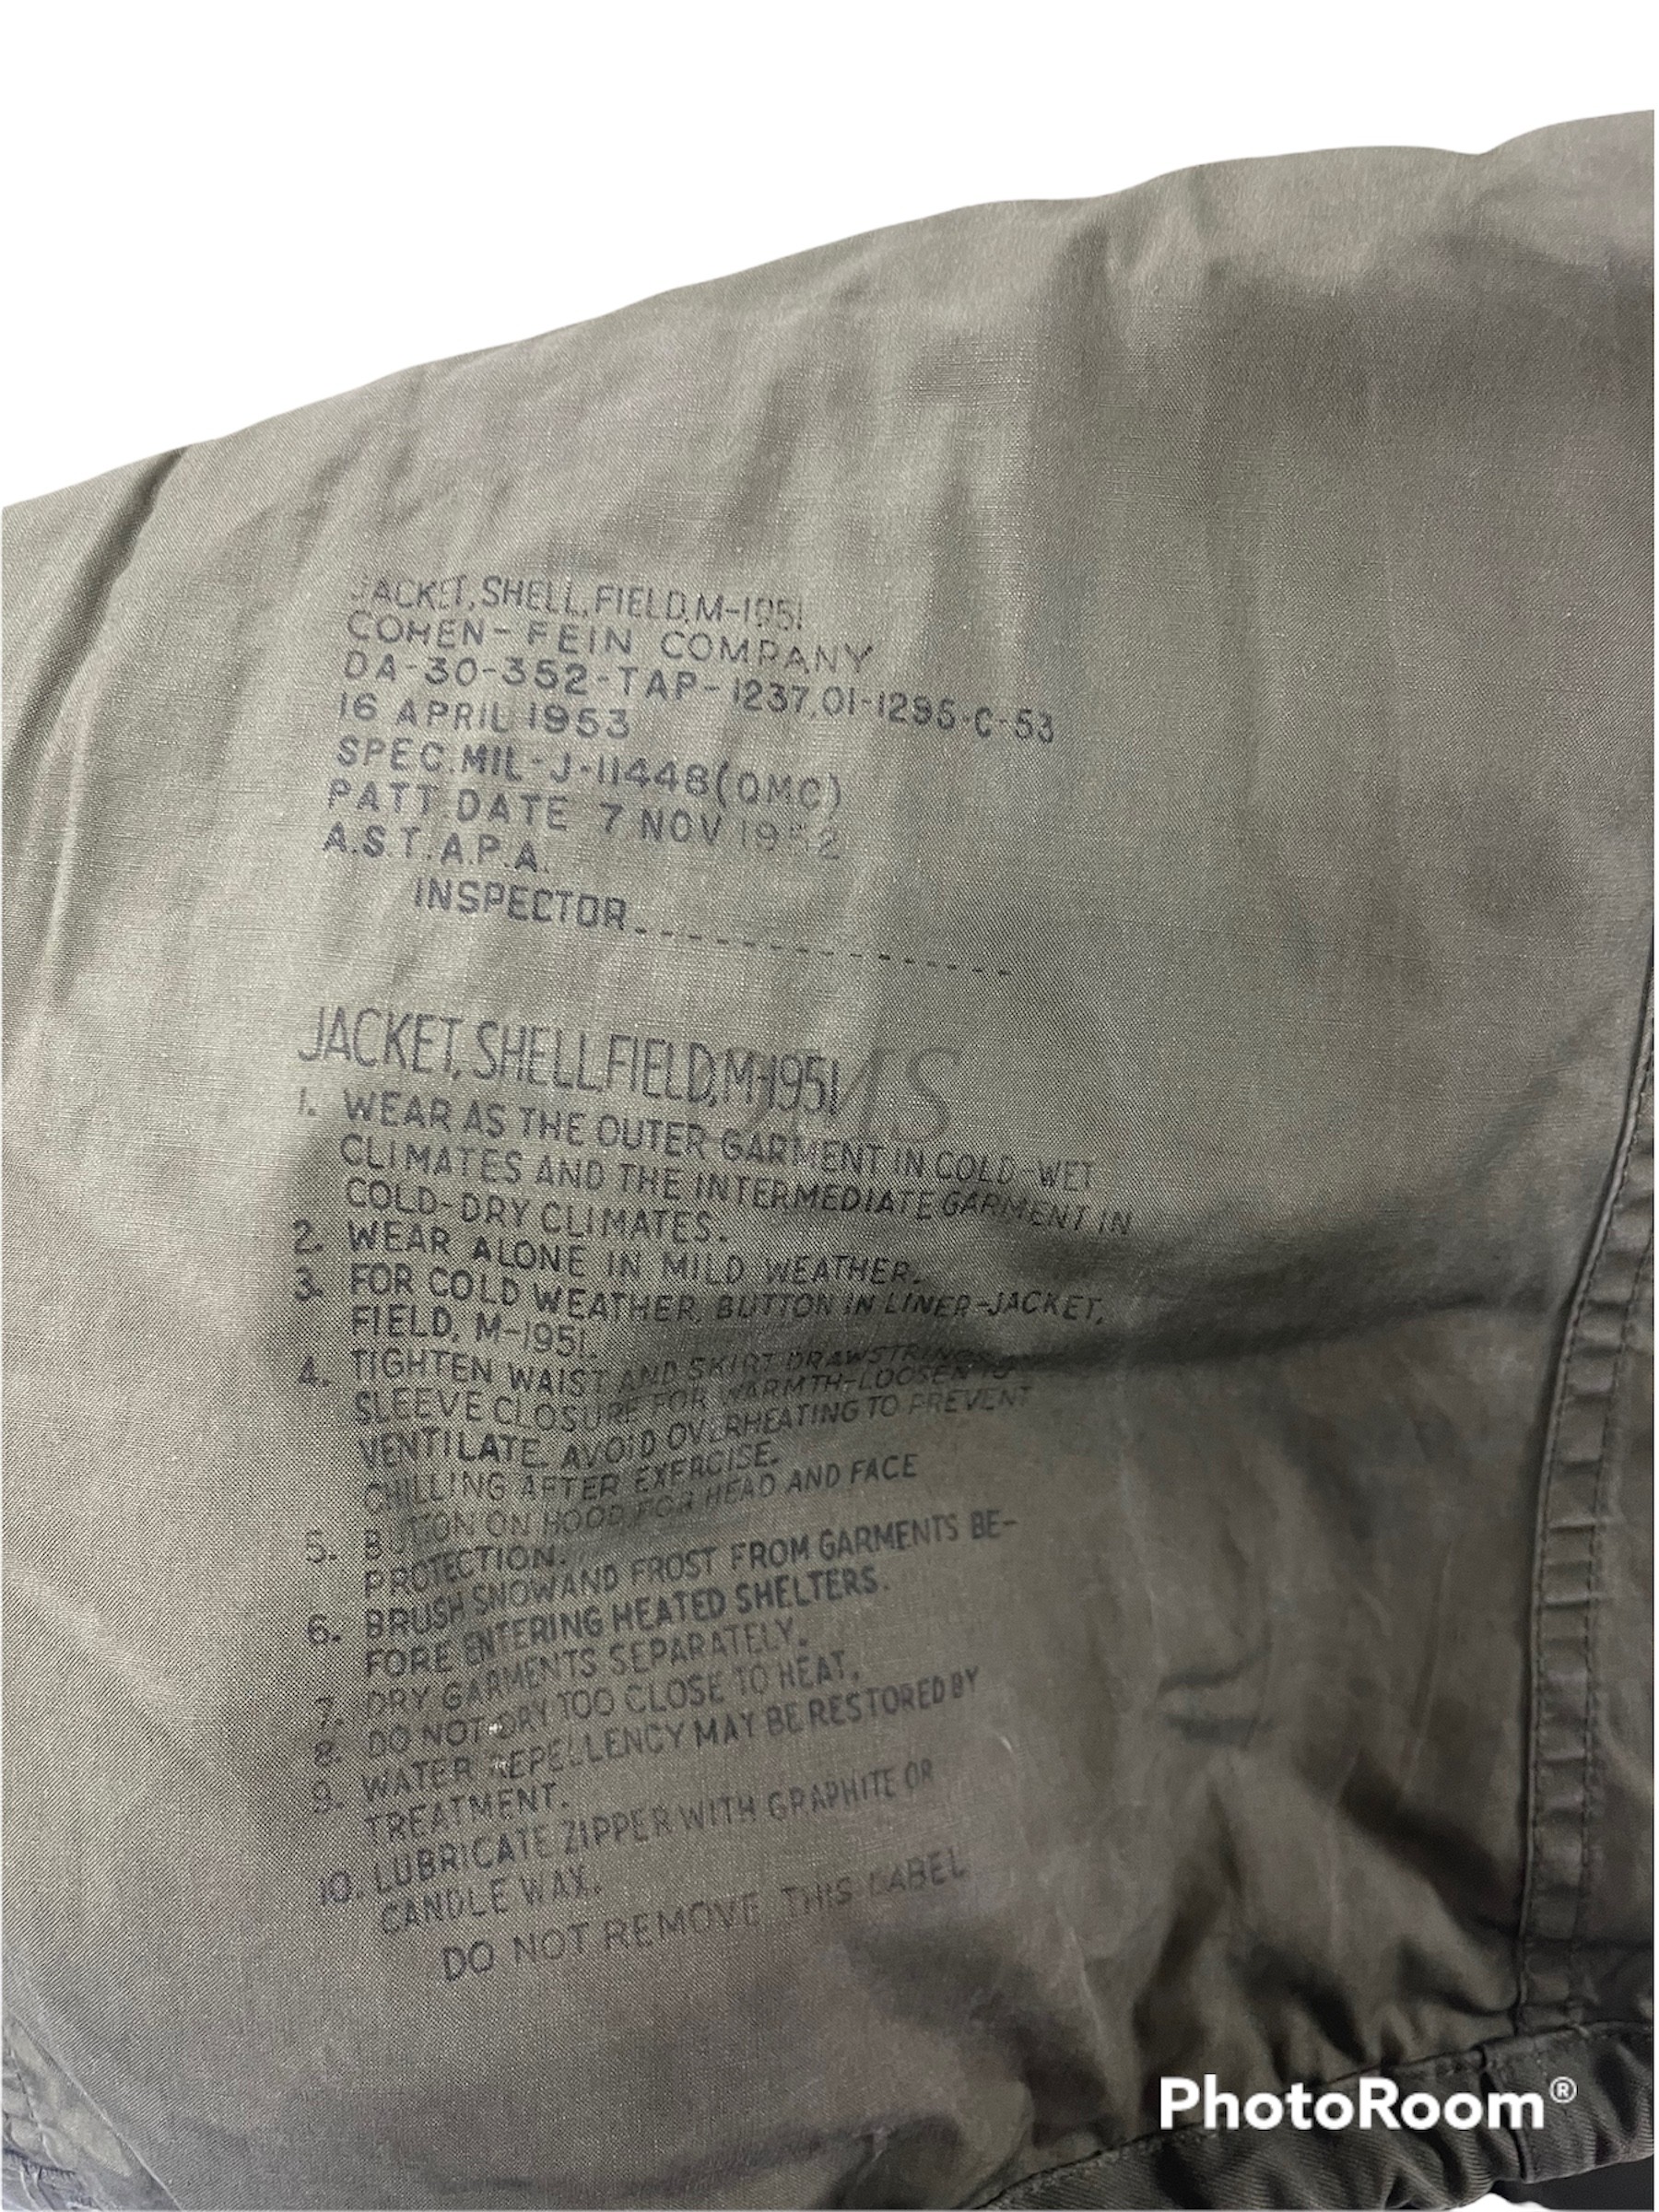 JACKET, SHELL, FIELD, M-1951
COHEN-FEIN COMPANY
DA-30-352-TAP-1237,01-1295-C-53
16 APRIL 1953
SPEC. MIL-J-11448(QMC)
PATT. DATE 7 NOV 1952
A.S.T.A.P.A.
INSPECTOR
JACKET, SHELL, FIELD, M-1951
1. WEAR AS THE OUTER GARMENT IN COLD-WET
CLIMATES AND THE INTERMEDIATE GARMENT IN
COLD-DRY CLIMATES.
2. WEAR ALONE IN MILD WEATHER.
3. FOR COLD WEATHER, BUTTON IN LINER-JACKET,
FIELD, M-1951.
4. TIGHTEN WAIST AND SKIRT DRAWSTRINGS &
SLEEVE CLOSURE FOR WARMTH-LOOSEN TO
VENTILATE. AVOID OVERHEATING TO PREVENT
CHILLING AFTER EXERCISE.
5. BUTTON ON HOOD FOR HEAD AND FACE
PROTECTION.
6. BRUSH SNOW AND FROST FROM GARMENTS BE-
FORE ENTERING HEATED SHELTERS.
7. DRY GARMENTS SEPARATELY.
8. DO NOT DRY TOO CLOSE TO HEAT.
9. WATER REPELLENCY MAY BE RESTORED BY
TREATMENT.
10. LUBRICATE ZIPPER WITH GRAPHITE OR
CANDLE WAX.
DO NOT REMOVE THIS LABEL
PhotoRoom®